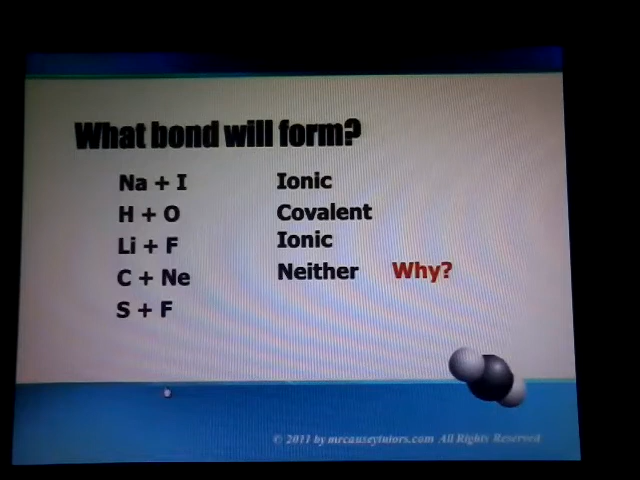 What bond will form?
Na + I Ionic
H + O Covalent
Li + F Ionic
C + Ne Neither Why?
S + F
© 2011 by mrcauseytutors.com All Rights Reserved